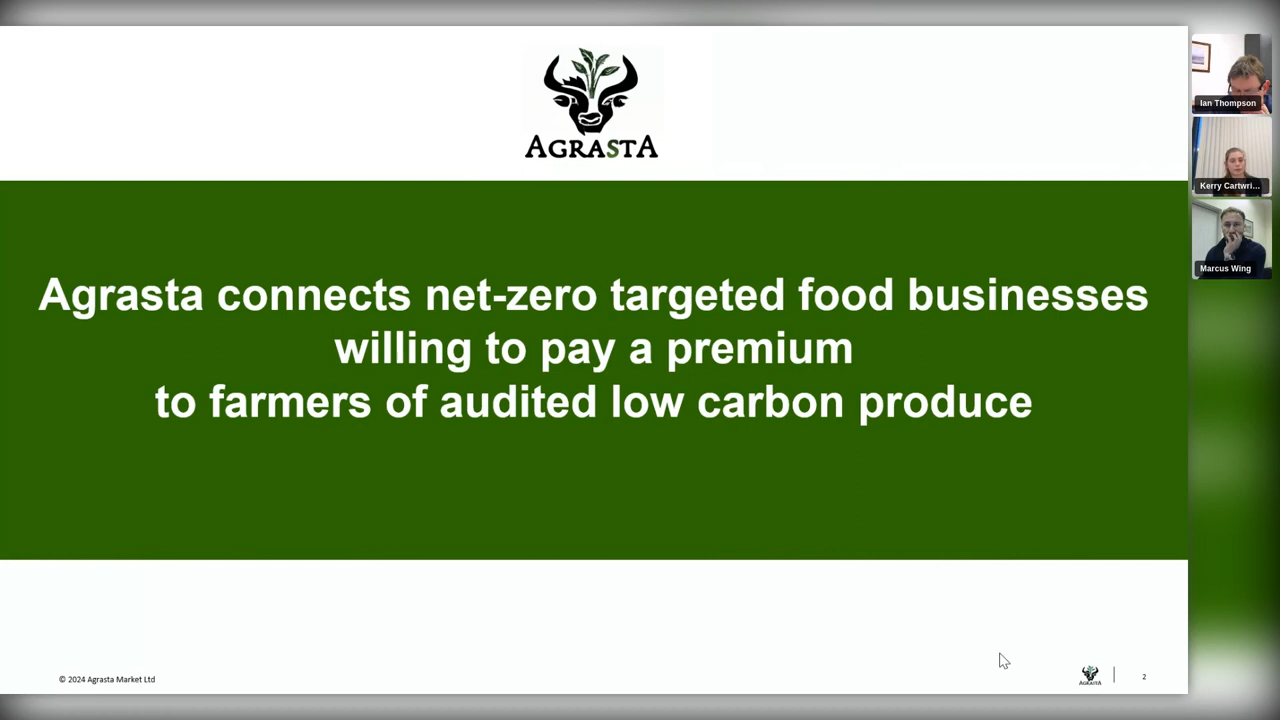 AGRASTA
Agrasta connects net-zero targeted food businesses
willing to pay a premium
to farmers of audited low carbon produce
© 2024 Agrasta Market Ltd
AGRASTA
2
Ian Thompson
Kerry Cartwri...
Marcus Wing